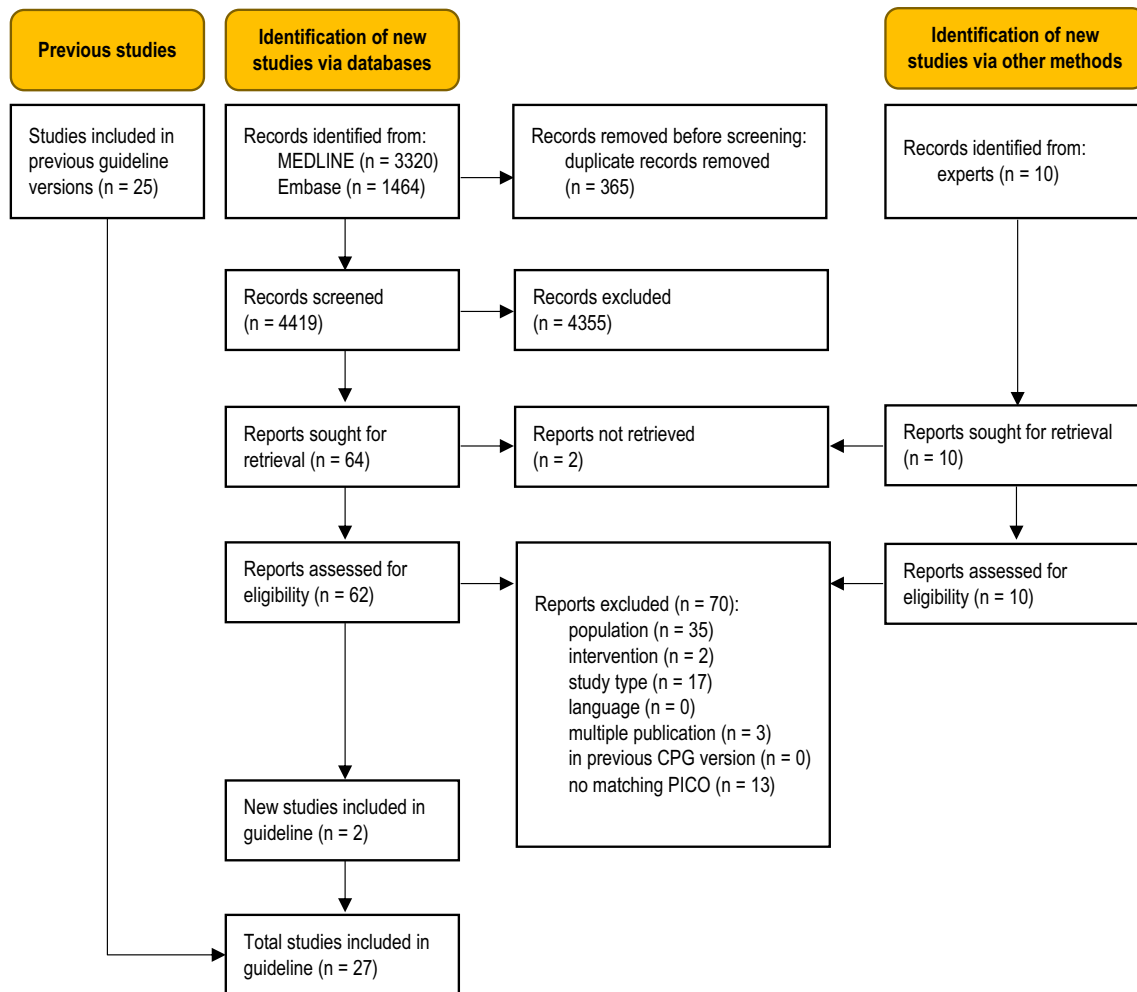 Previous studies
Identification of new
studies via databases
Identification of new
studies via other methods
Studies included in
previous guideline
versions (n = 25)
Records identified from:
MEDLINE (n = 3320)
Embase (n = 1464)
Records removed before screening:
duplicate records removed
(n = 365)
Records identified from:
experts (n = 10)
Records screened
(n = 4419)
Records excluded
(n = 4355)
Reports sought for
retrieval (n = 64)
Reports not retrieved
(n = 2)
Reports sought for retrieval
(n = 10)
Reports assessed for
eligibility (n = 62)
Reports excluded (n = 70):
population (n = 35)
intervention (n = 2)
study type (n = 17)
language (n = 0)
multiple publication (n = 3)
in previous CPG version (n = 0)
no matching PICO (n = 13)
Reports assessed for
eligibility (n = 10)
New studies included in
guideline (n = 2)
Total studies included in
guideline (n = 27)